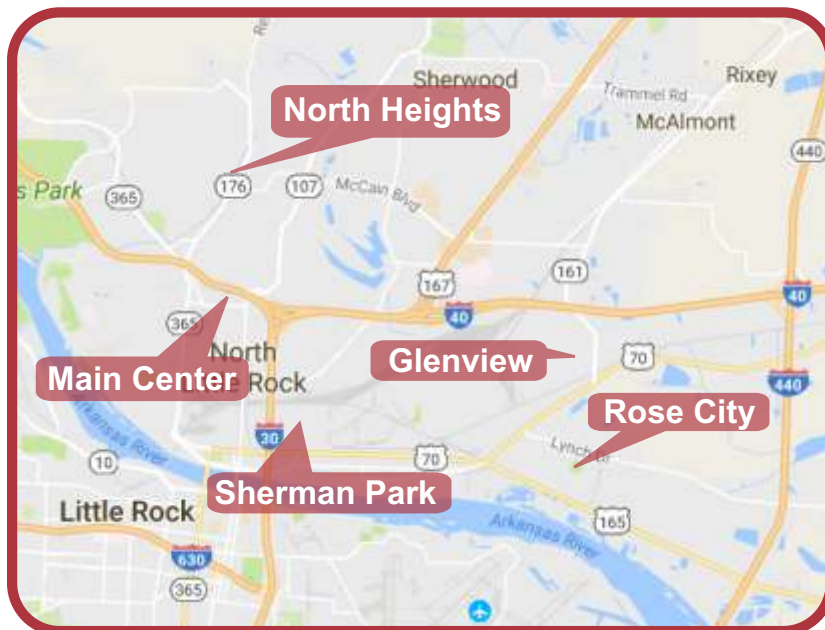 Sherwood
Rixey
Trammel Rd
North Heights
McAlmont
440
s Park
365
176
107
McCain Blvd
161
167
40
40
365
North
Little Rock
Main Center
Glenview
70
440
Rose City
30
70
Lynch Dr
Arkansas River
10
Sherman Park
Little Rock
165
Arkansas River
630
365